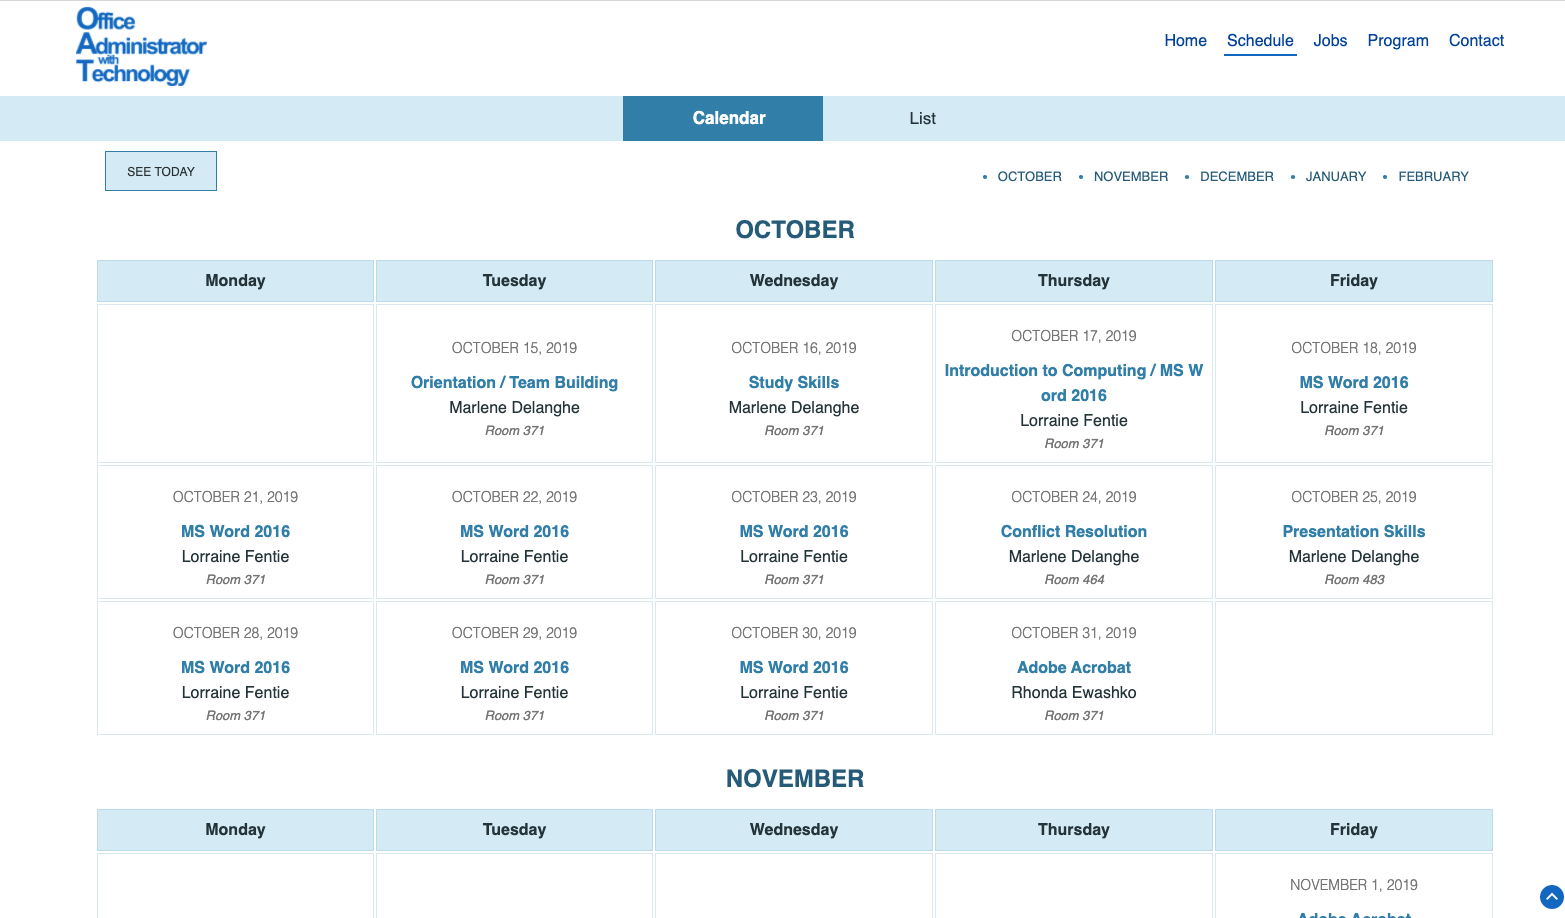 Office
Administrator
with
Technology
Home Schedule Jobs Program Contact
Calendar List
SEE TODAY
• OCTOBER • NOVEMBER • DECEMBER • JANUARY • FEBRUARY
OCTOBER
Monday Tuesday Wednesday Thursday Friday
OCTOBER 15, 2019
Orientation / Team Building
Marlene Delanghe
Room 371
OCTOBER 16, 2019
Study Skills
Marlene Delanghe
Room 371
OCTOBER 17, 2019
Introduction to Computing / MS W
ord 2016
Lorraine Fentie
Room 371
OCTOBER 18, 2019
MS Word 2016
Lorraine Fentie
Room 371
OCTOBER 21, 2019
MS Word 2016
Lorraine Fentie
Room 371
OCTOBER 22, 2019
MS Word 2016
Lorraine Fentie
Room 371
OCTOBER 23, 2019
MS Word 2016
Lorraine Fentie
Room 371
OCTOBER 24, 2019
Conflict Resolution
Marlene Delanghe
Room 464
OCTOBER 25, 2019
Presentation Skills
Marlene Delanghe
Room 483
OCTOBER 28, 2019
MS Word 2016
Lorraine Fentie
Room 371
OCTOBER 29, 2019
MS Word 2016
Lorraine Fentie
Room 371
OCTOBER 30, 2019
MS Word 2016
Lorraine Fentie
Room 371
OCTOBER 31, 2019
Adobe Acrobat
Rhonda Ewashko
Room 371
NOVEMBER
Monday Tuesday Wednesday Thursday Friday
NOVEMBER 1, 2019
Adobe Acrobat